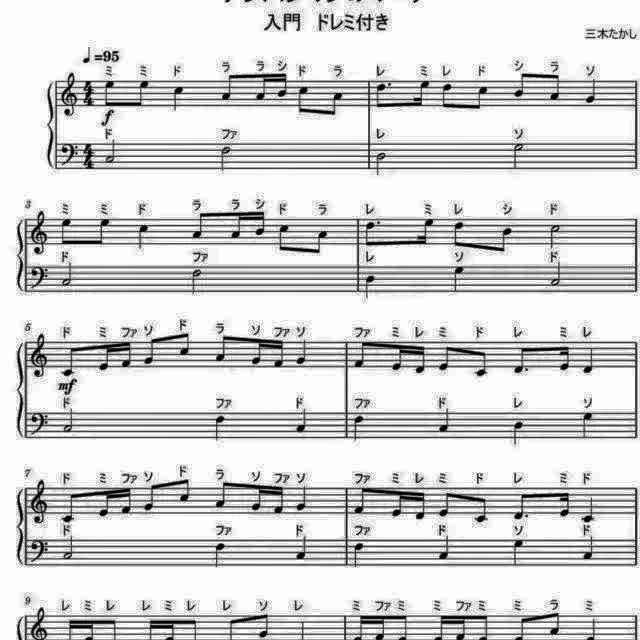 入門 ドレミ付き
三木たかし
=95
ミ ミ ド ラ ラ シ ド ラ レ ミ レ ド シ ラ ソ
f
ド ファ レ ソ
3
ミ ミ ド ラ ラ シ ド ラ レ ミ レ シ ド
ド ファ レ ソ ド
5
ド ミ ファ ソ ド ラ ソ ファ ソ ファ ミ レ ミ ド レ ミ レ
mf
ド ファ ド ファ ド レ ソ
7
ド ミ ファ ソ ド ラ ソ ファ ソ ファ ミ レ ミ ド レ ミ ド
ド ファ ド ファ ド ソ ド
9
レ ミ レ レ ミ レ レ ソ レ ミ ファ ミ ミ ファ ミ ファ